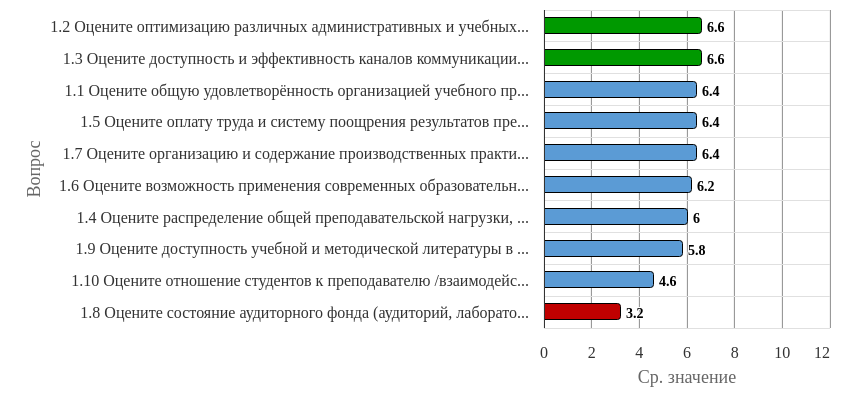 1.2 Оцените оптимизацию различных административных и учебных... 6.6
1.3 Оцените доступность и эффективность каналов коммуникации... 6.6
1.1 Оцените общую удовлетворённость организацией учебного пр... 6.4
1.5 Оцените оплату труда и систему поощрения результатов пре... 6.4
1.7 Оцените организацию и содержание производственных практи... 6.4
1.6 Оцените возможность применения современных образовательн... 6.2
1.4 Оцените распределение общей преподавательской нагрузки, ... 6
1.9 Оцените доступность учебной и методической литературы в ... 5.8
1.10 Оцените отношение студентов к преподавателю /взаимодейс... 4.6
1.8 Оцените состояние аудиторного фонда (аудиторий, лаборато... 3.2
Вопрос
0 2 4 6 8 10 12
Ср. значение